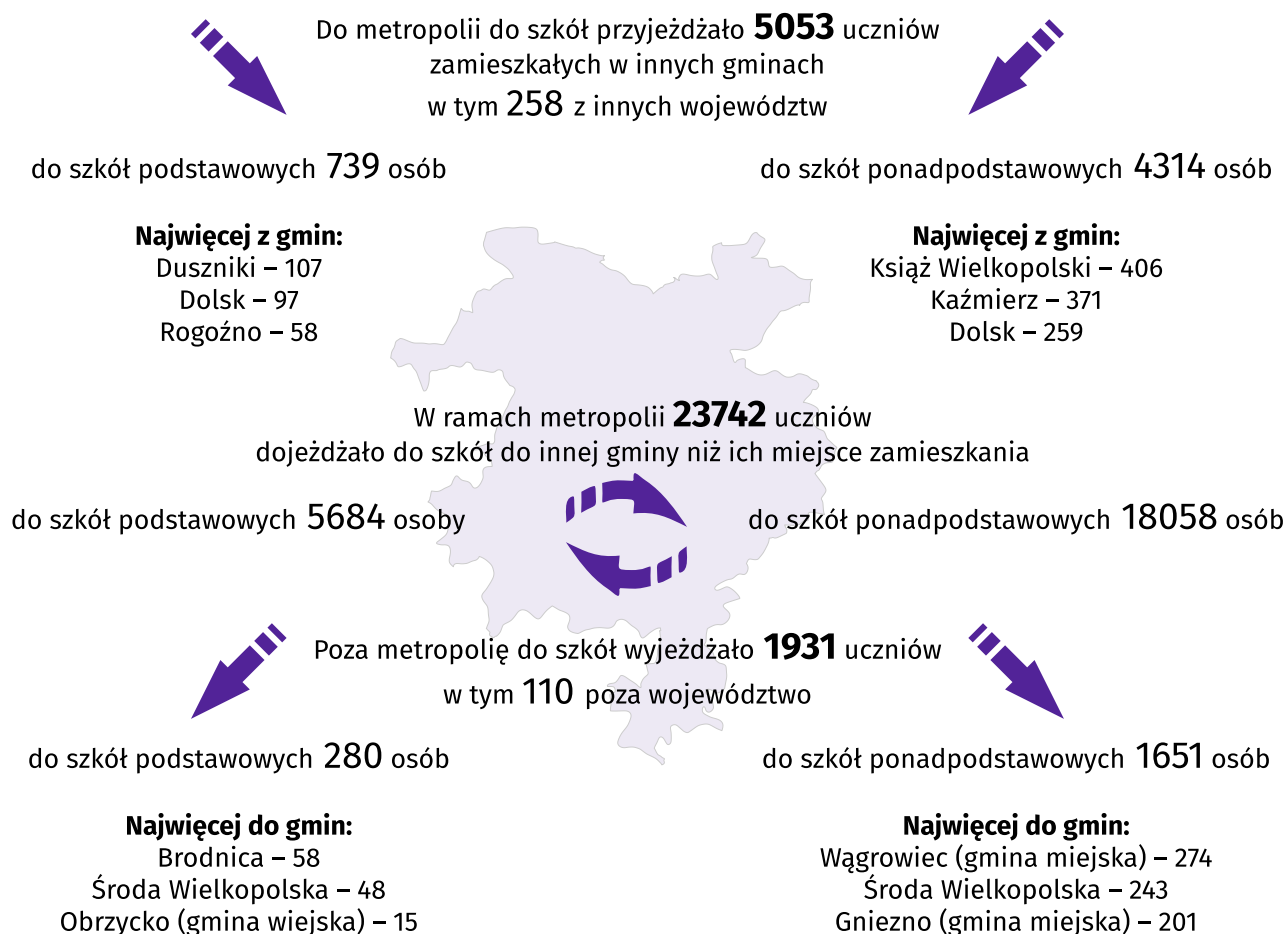 Do metropolii do szkół przyjeżdżało 5053 uczniów
zamieszkałych w innych gminach
w tym 258 z innych województw
do szkół podstawowych 739 osób
Najwięcej z gmin:
Duszniki – 107
Dolsk – 97
Rogoźno – 58
do szkół ponadpodstawowych 4314 osób
Najwięcej z gmin:
Książ Wielkopolski – 406
Kaźmierz – 371
Dolsk – 259
W ramach metropolii 23742 uczniów
dojeżdżało do szkół do innej gminy niż ich miejsce zamieszkania
do szkół podstawowych 5684 osoby
do szkół ponadpodstawowych 18058 osób
Poza metropolię do szkół wyjeżdżało 1931 uczniów
w tym 110 poza województwo
do szkół podstawowych 280 osób
Najwięcej do gmin:
Brodnica – 58
Środa Wielkopolska – 48
Obrzycko (gmina wiejska) – 15
do szkół ponadpodstawowych 1651 osób
Najwięcej do gmin:
Wągrowiec (gmina miejska) – 274
Środa Wielkopolska – 243
Gniezno (gmina miejska) – 201